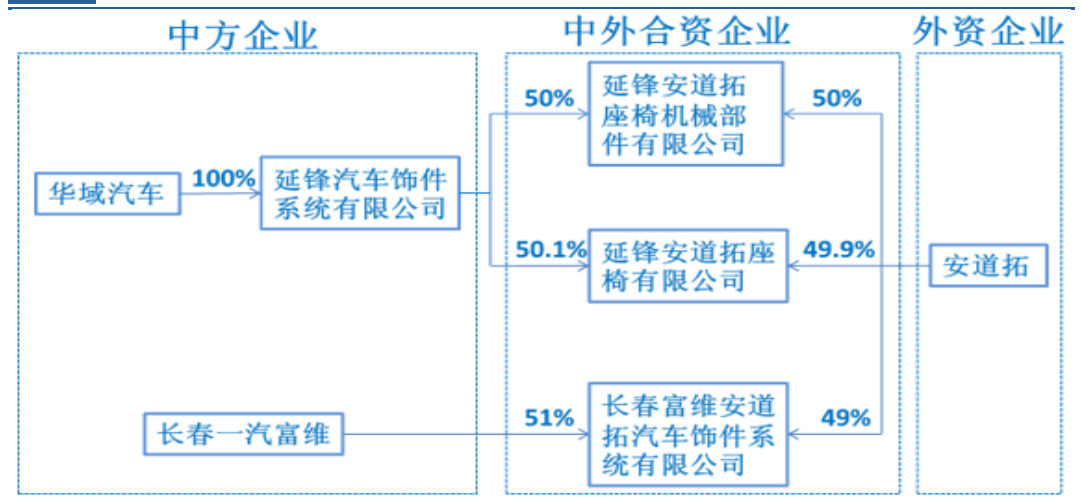 中方企业
中外合资企业
外资企业
延锋安道拓
座椅机械部
件有限公司
50%
50%
华域汽车
100%
延锋汽车饰件
系统有限公司
50.1%
延锋安道拓座
椅有限公司
49.9%
安道拓
长春一汽富维
51%
长春富维安道
拓汽车饰件系
统有限公司
49%